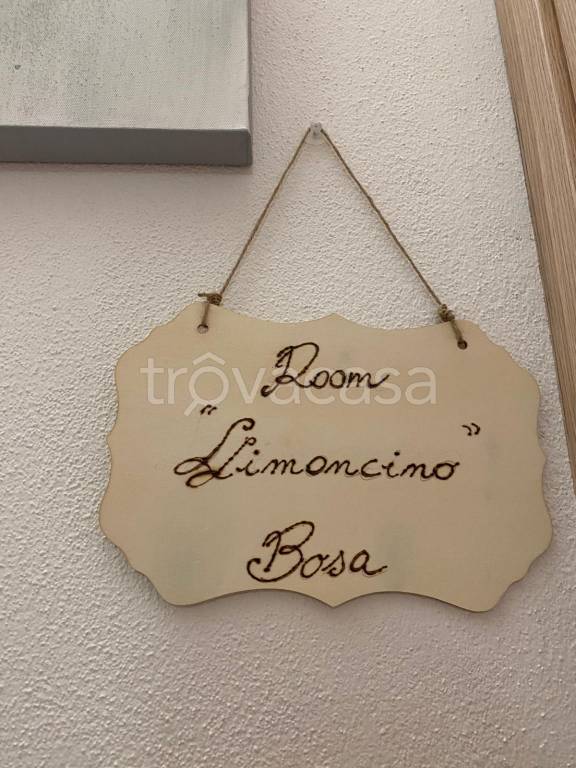 Room
"Limoncino"
Bosa
trovacasa